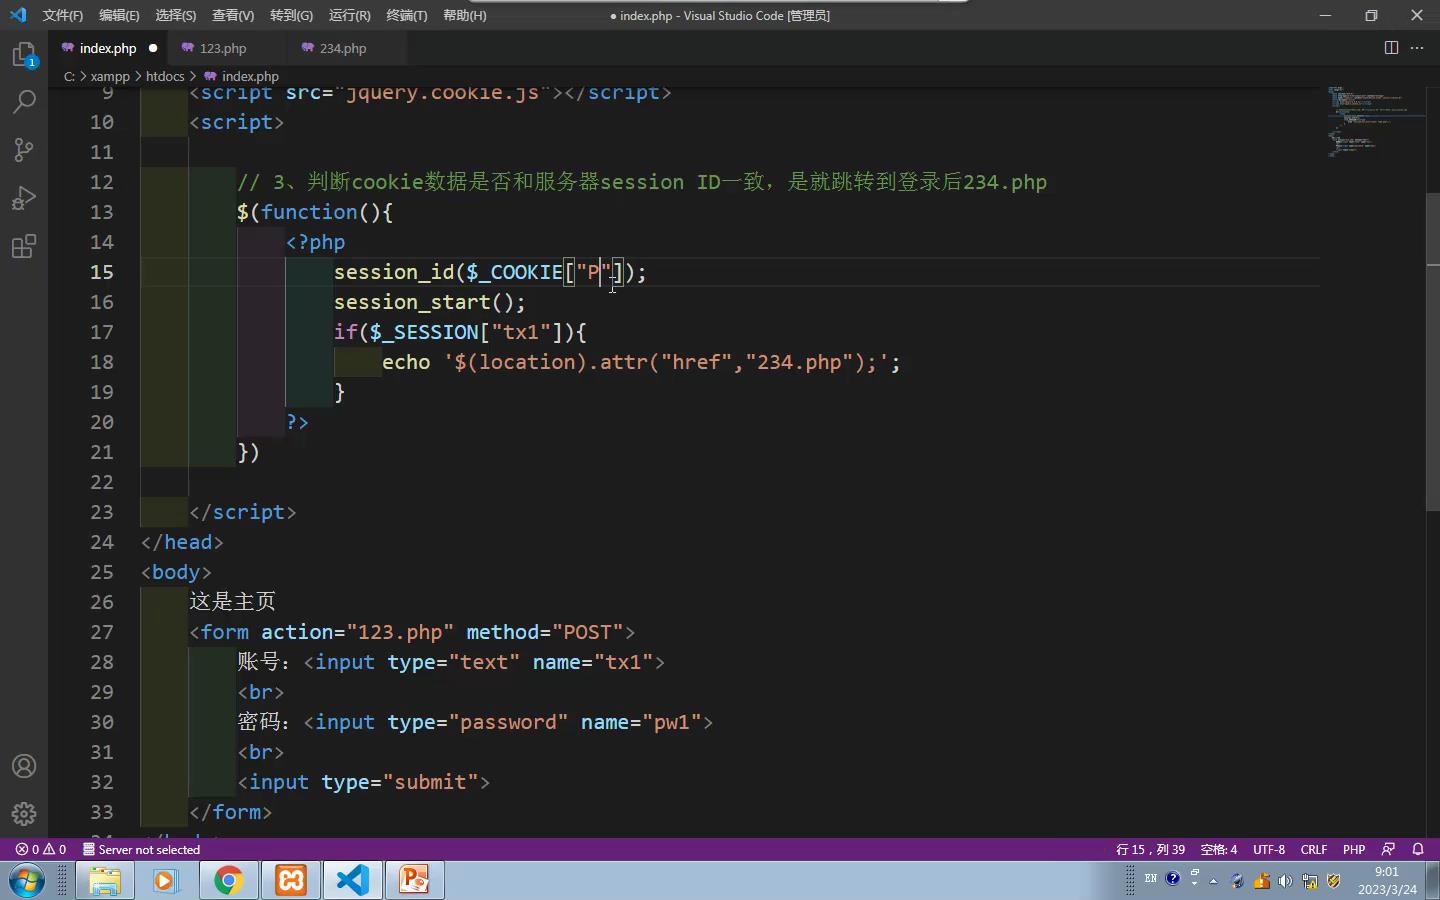 文件(F) 编辑(E) 选择(S) 查看(V) 转到(G) 运行(R) 终端(T) 帮助(H) ● index.php - Visual Studio Code [管理员]
index.php ● 123.php 234.php
C: > xampp > htdocs > index.php
9 <script src="jquery.cookie.js"></script>
10 <script>
11
12 // 3、判断cookie数据是否和服务器session ID一致，是就跳转到登录后234.php
13 $(function(){
14 <?php
15 session_id($_COOKIE["P"]);
16 session_start();
17 if($_SESSION["tx1"]){
18 echo '$(location).attr("href","234.php");';
19 }
20 ?>
21 })
22
23 </script>
24 </head>
25 <body>
26 这是主页
27 <form action="123.php" method="POST">
28 账号：<input type="text" name="tx1">
29 <br>
30 密码：<input type="password" name="pw1">
31 <br>
32 <input type="submit">
33 </form>
0 0 Server not selected 行 15，列 39 空格: 4 UTF-8 CRLF PHP
EN 9:01
2023/3/24